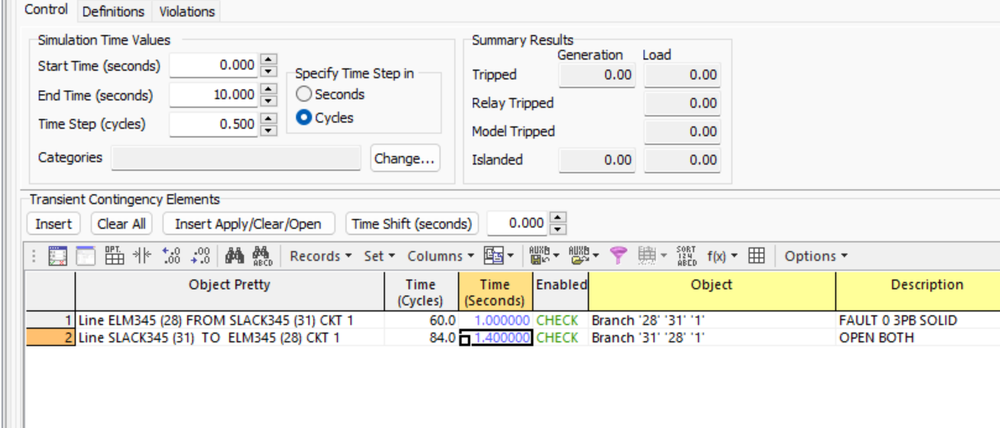 Control Definitions Violations
Simulation Time Values
Start Time (seconds) 0.000
End Time (seconds) 10.000
Time Step (cycles) 0.500
Specify Time Step in
Seconds
Cycles
Categories Change...
Summary Results
Generation Load
Tripped 0.00 0.00
Relay Tripped 0.00
Model Tripped 0.00
Islanded 0.00 0.00
Transient Contingency Elements
Insert Clear All Insert Apply/Clear/Open Time Shift (seconds) 0.000
Records Set Columns f(x) Options
Object Pretty Time (Cycles) Time (Seconds) Enabled Object Description
1 Line ELM345 (28) FROM SLACK345 (31) CKT 1 60.0 1.000000 CHECK Branch '28' '31' '1' FAULT 0 3PB SOLID
2 Line SLACK345 (31) TO ELM345 (28) CKT 1 84.0 1.400000 CHECK Branch '31' '28' '1' OPEN BOTH